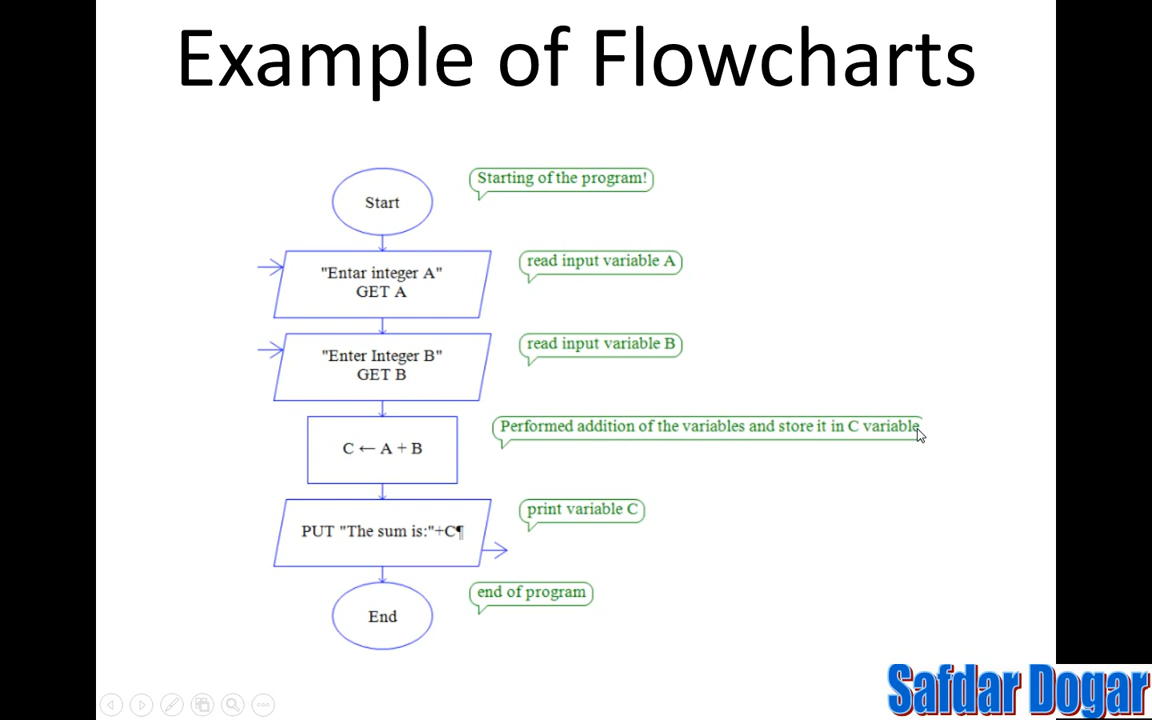 Example of Flowcharts
Starting of the program!
Start
read input variable A
"Entar integer A"
GET A
read input variable B
"Enter Integer B"
GET B
Performed addition of the variables and store it in C variable
C ← A + B
print variable C
PUT "The sum is:"+C¶
end of program
End
Safdar Dogar